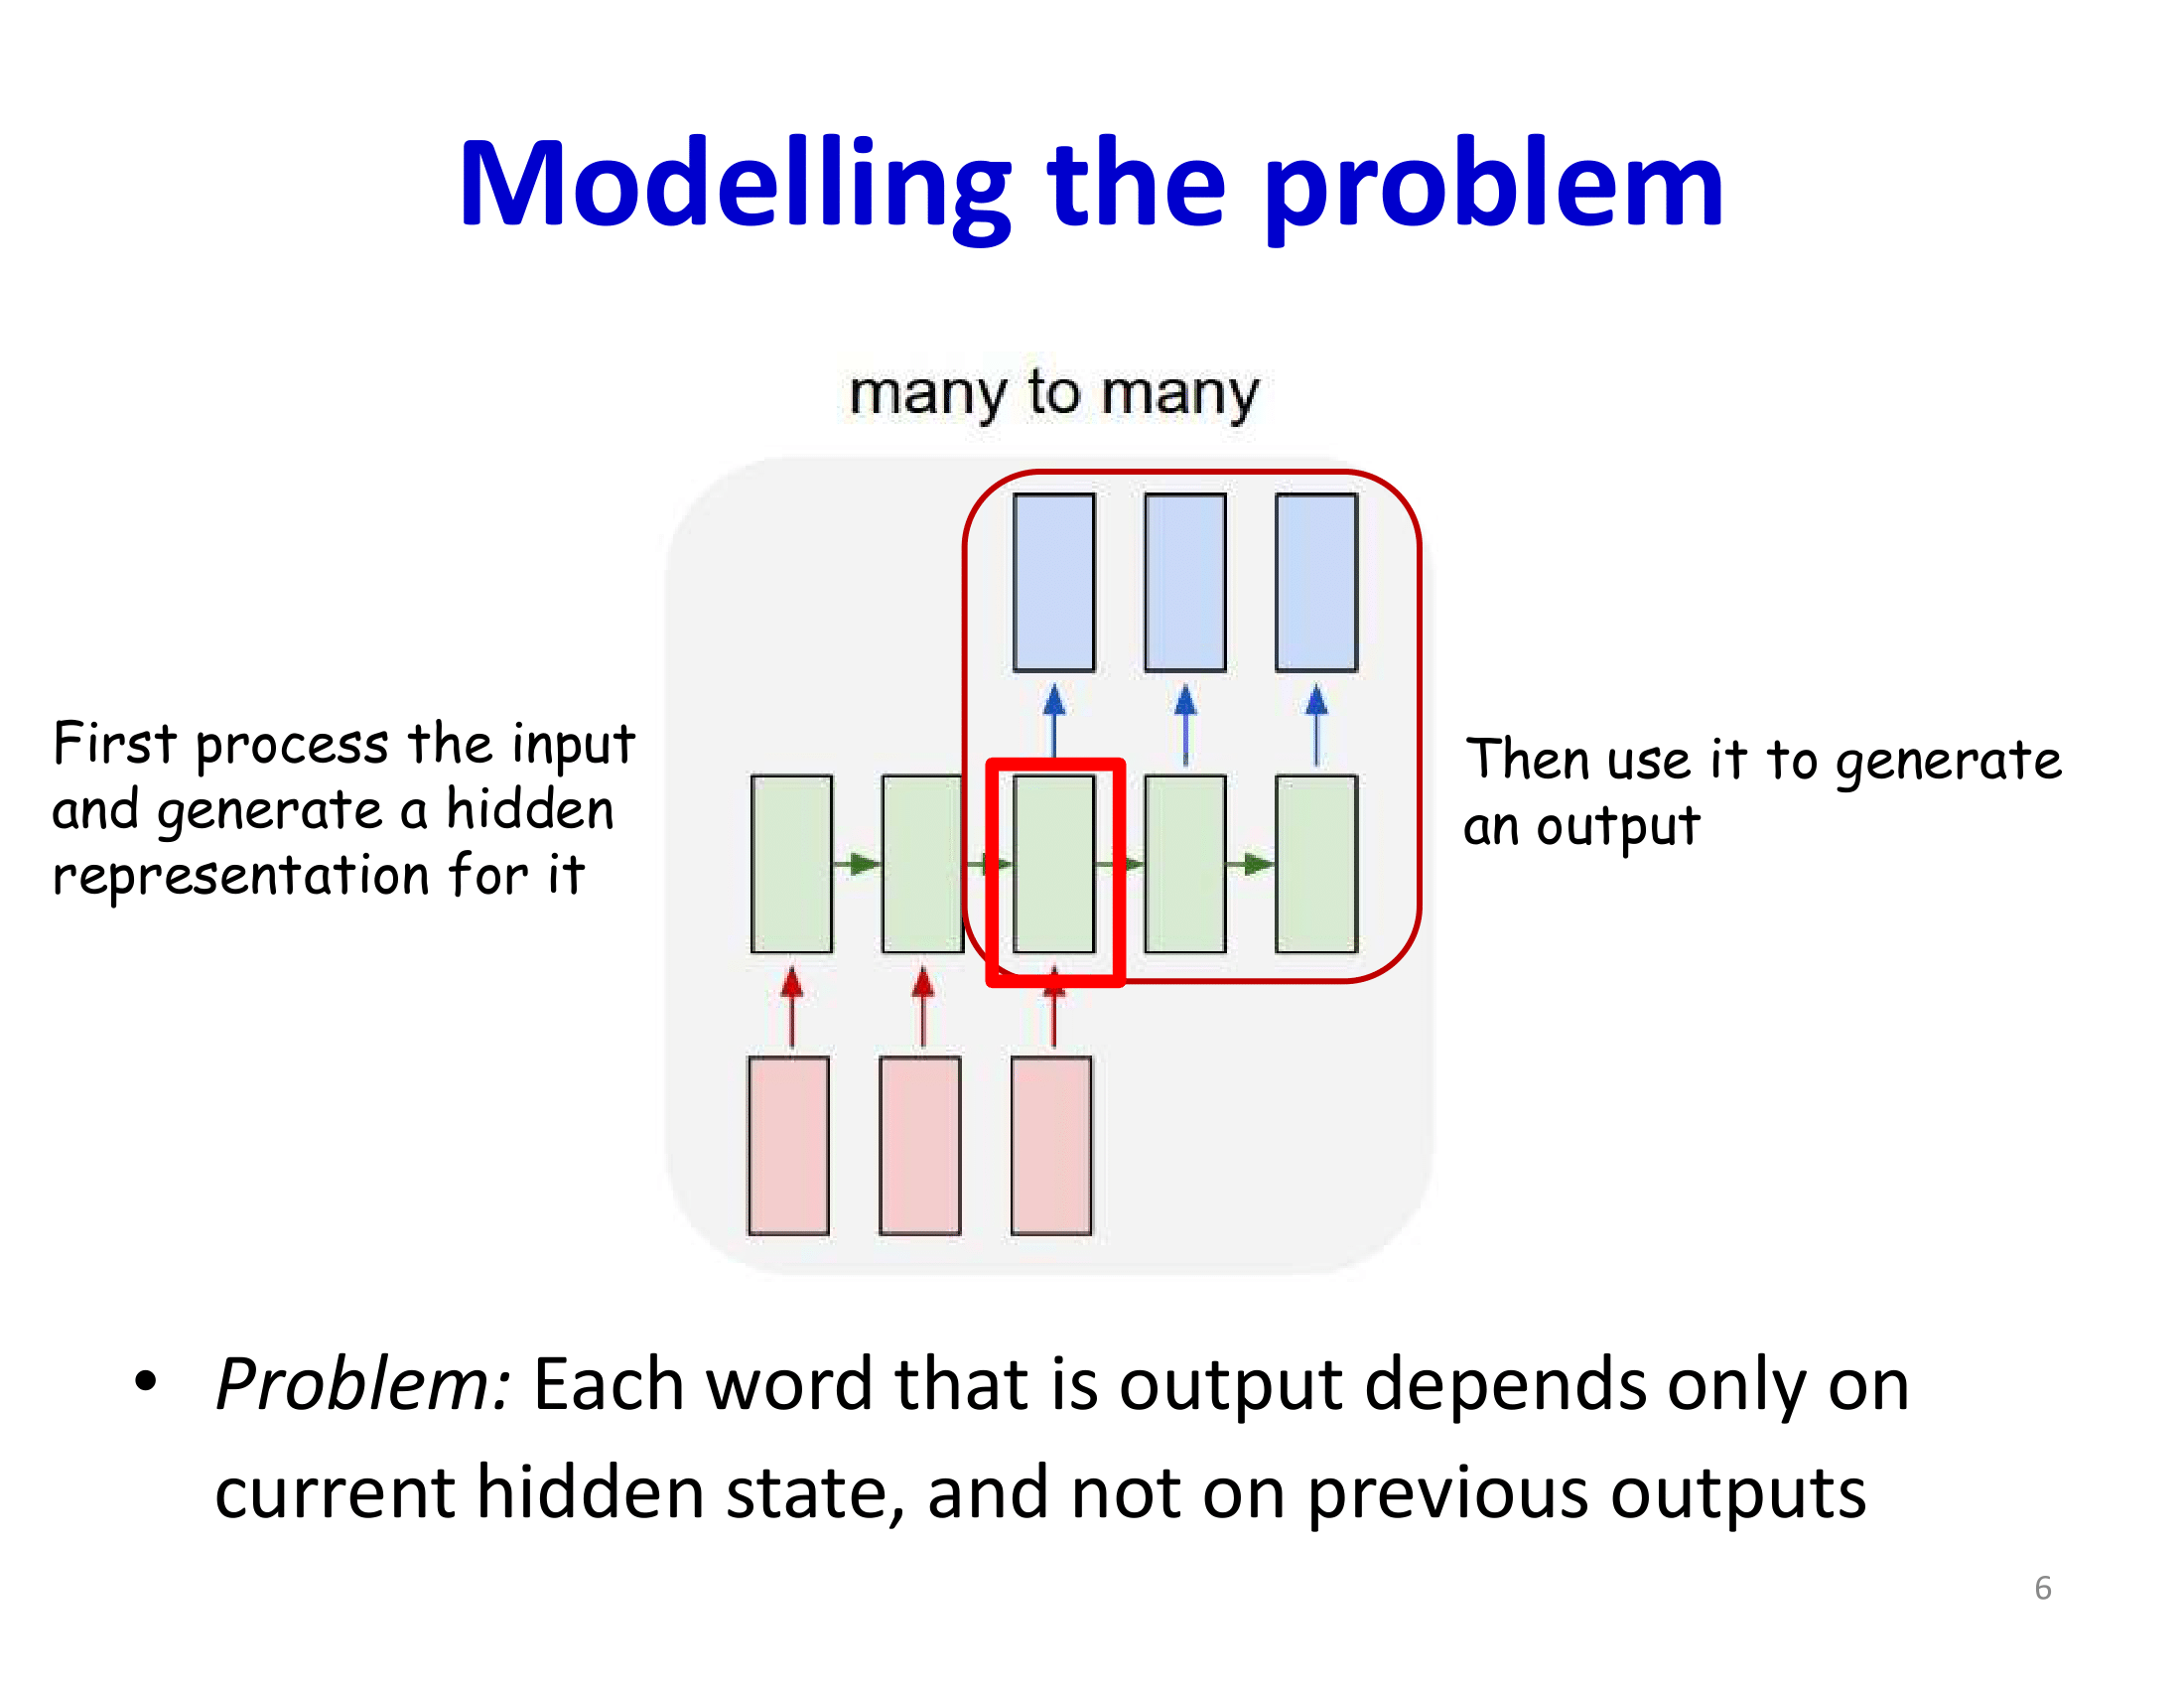 Modelling the problem
many to many
First process the input
and generate a hidden
representation for it
Then use it to generate
an output
• Problem: Each word that is output depends only on
current hidden state, and not on previous outputs
6